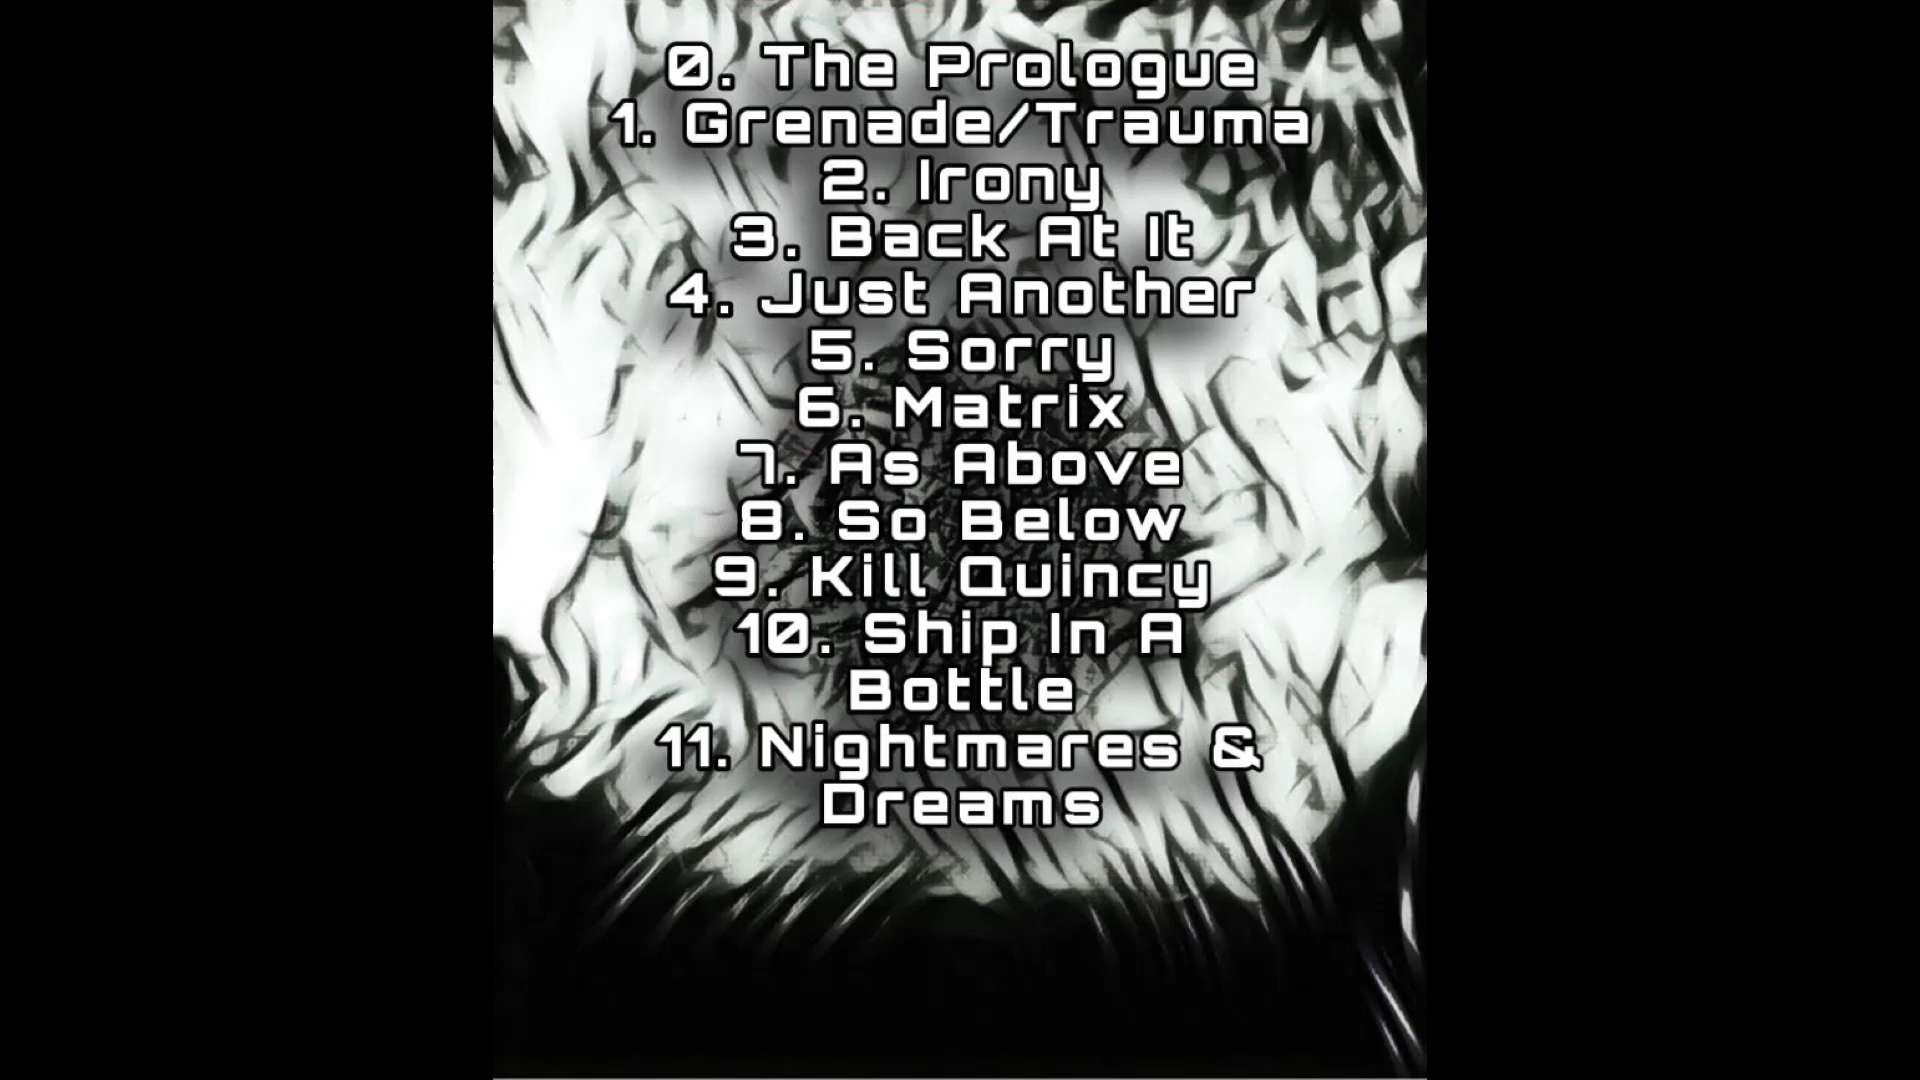 0. The Prologue
1. Grenade/Trauma
2. Irony
3. Back At It
4. Just Another
5. Sorry
6. Matrix
7. As Above
8. So Below
9. Kill Quincy
10. Ship In A
Bottle
11. Nightmares &
Dreams